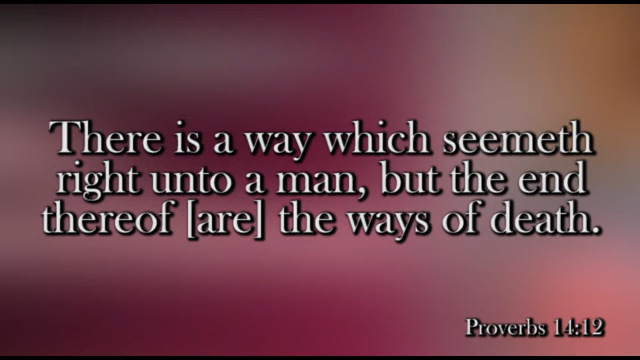 There is a way which seemeth
right unto a man, but the end
thereof [are] the ways of death.
Proverbs 14:12